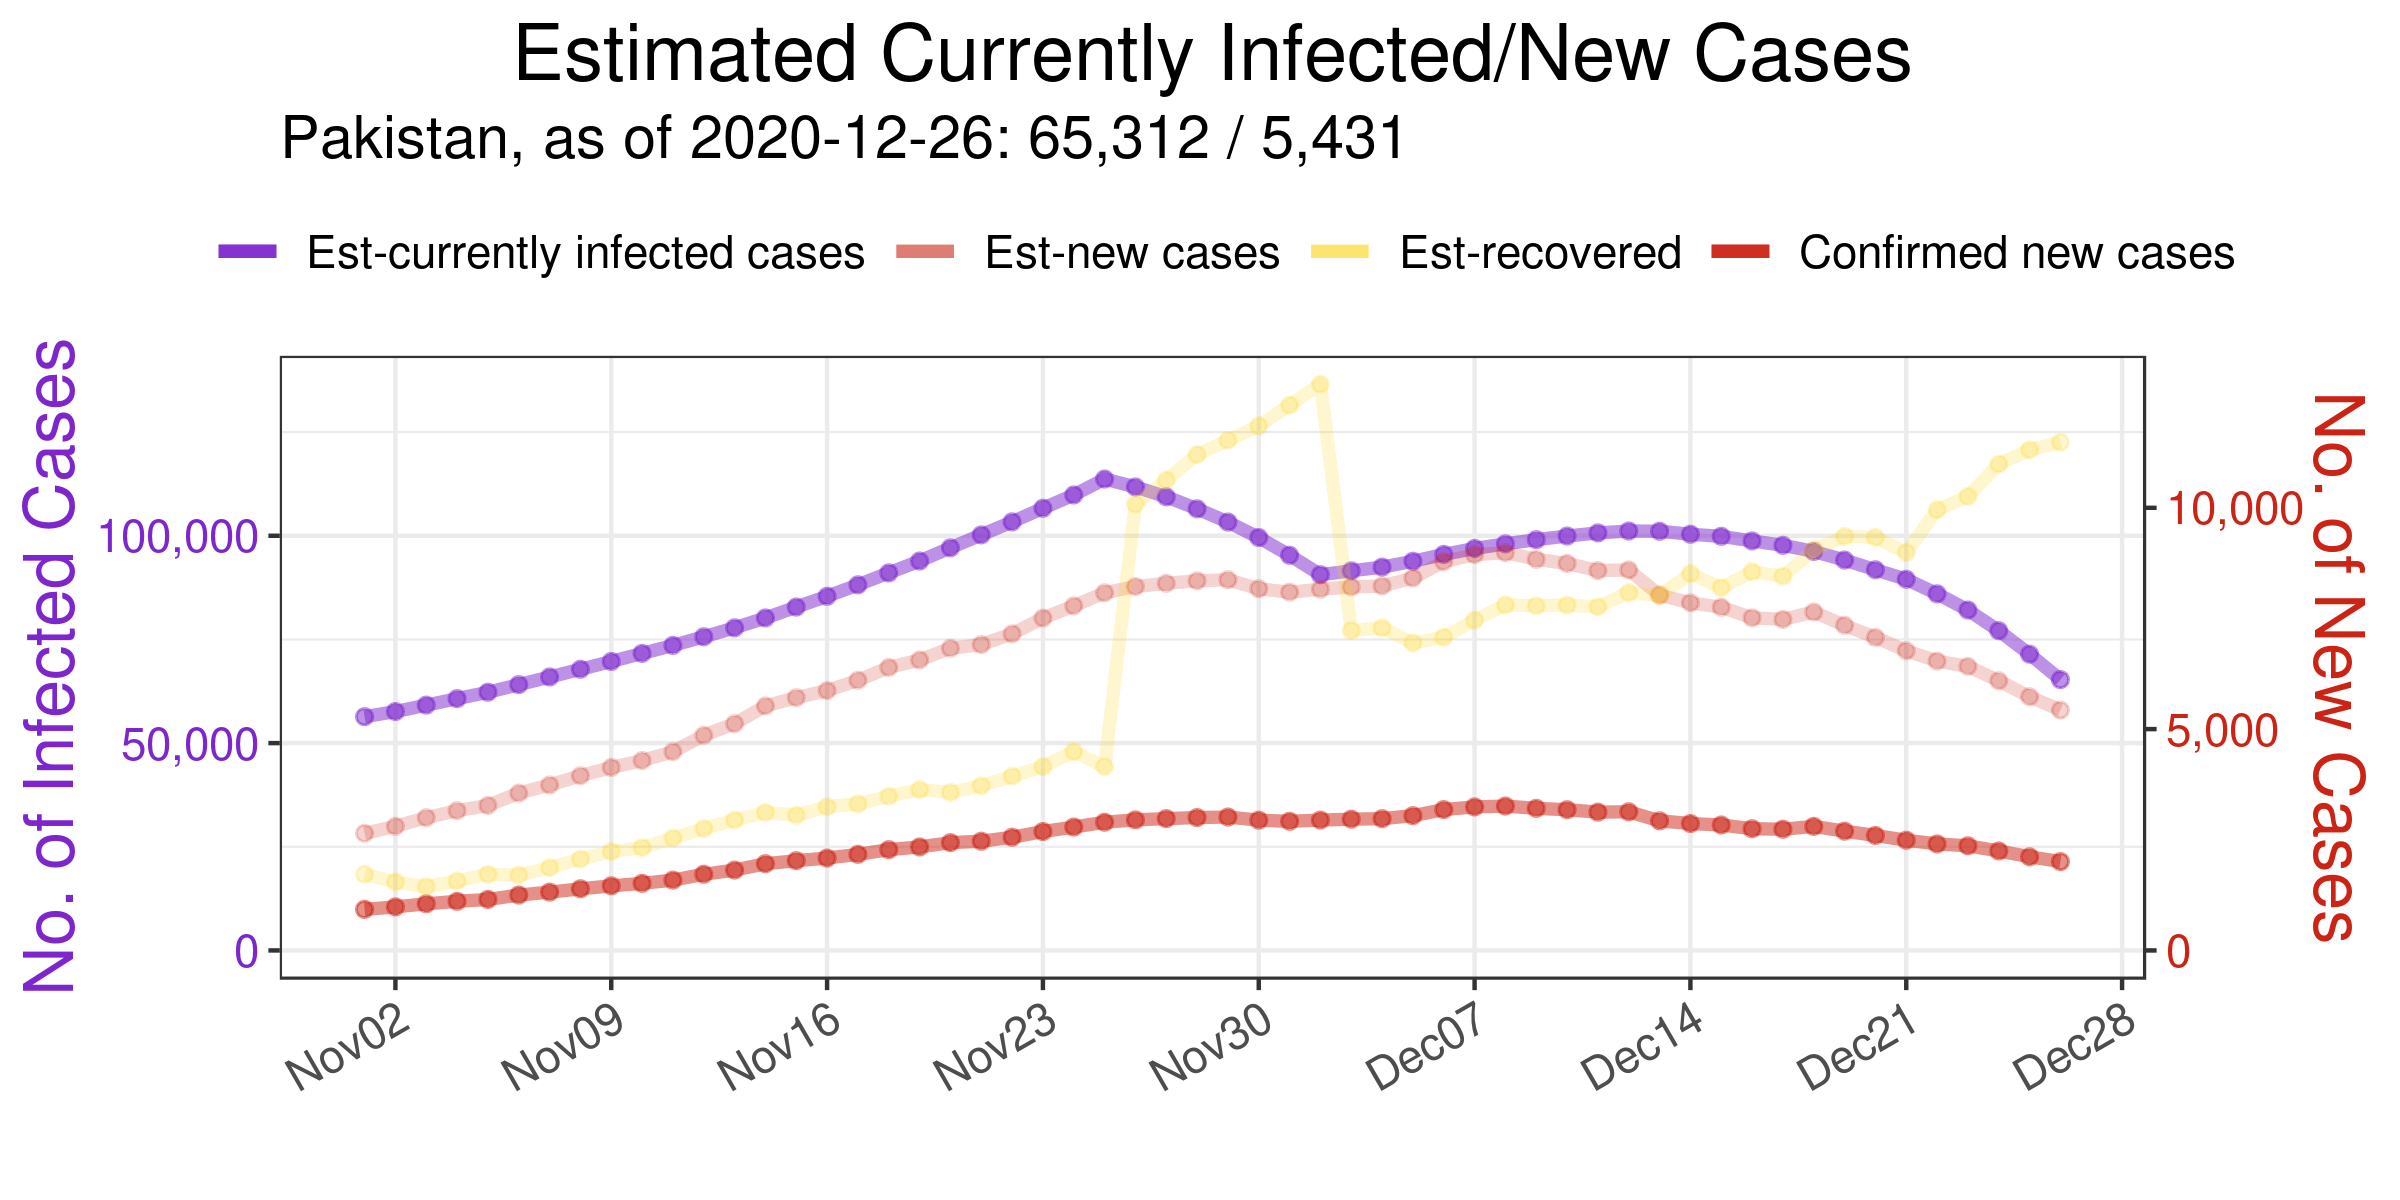 Estimated Currently Infected/New Cases
Pakistan, as of 2020-12-26: 65,312 / 5,431
Est-currently infected cases Est-new cases Est-recovered Confirmed new cases
No. of Infected Cases
100,000
50,000
0
10,000
5,000
0
No. of New Cases
Nov02 Nov09 Nov16 Nov23 Nov30 Dec07 Dec14 Dec21 Dec28